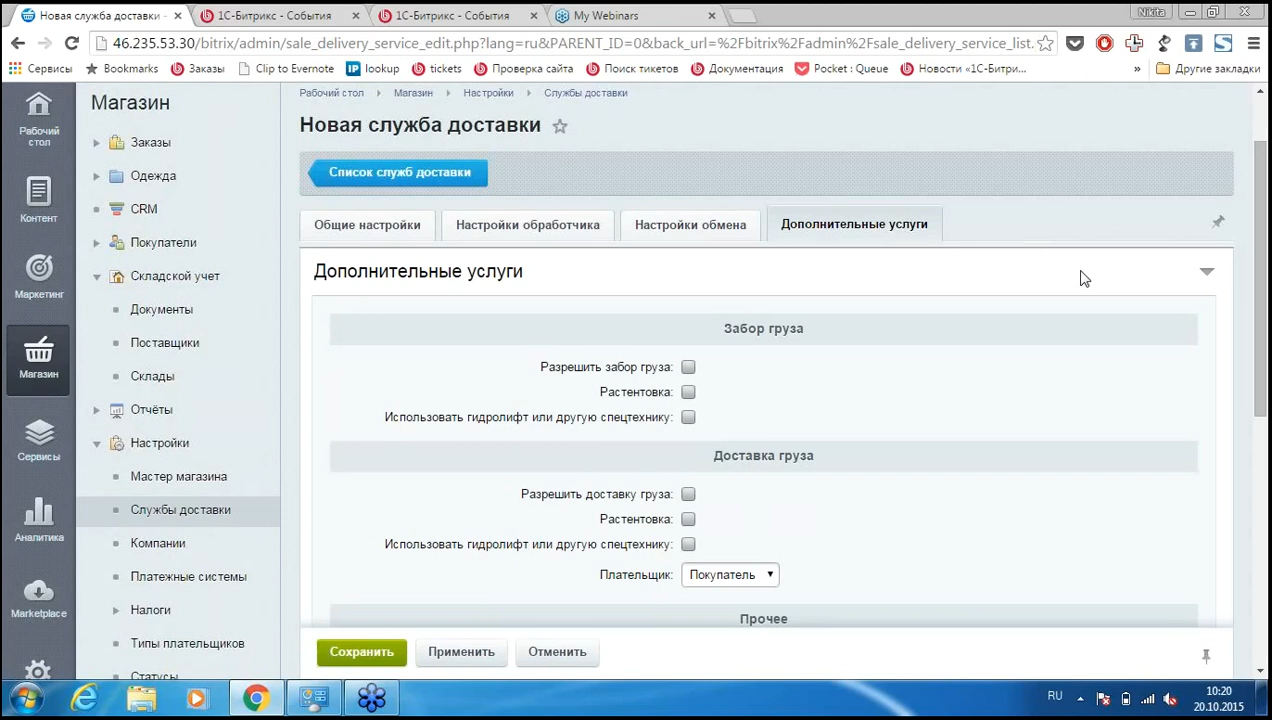 Новая служба доставки -
1С-Битрикс - События
1С-Битрикс - События
My Webinars
Nikita
46.235.53.30/bitrix/admin/sale_delivery_service_edit.php?lang=ru&PARENT_ID=0&back_url=%2Fbitrix%2Fadmin%2Fsale_delivery_service_list.
Сервисы
Bookmarks
Заказы
Clip to Evernote
IP lookup
tickets
Проверка сайта
Поиск тикетов
Документация
Pocket : Queue
Новости «1С-Битри...
»
Другие закладки
Рабочий стол
Контент
Маркетинг
Магазин
Сервисы
Аналитика
Marketplace
Магазин
Заказы
Одежда
CRM
Покупатели
Складской учет
Документы
Поставщики
Склады
Отчёты
Настройки
Мастер магазина
Службы доставки
Компании
Платежные системы
Налоги
Типы плательщиков
Статусы
Рабочий стол Магазин Настройки Службы доставки
Новая служба доставки
Список служб доставки
Общие настройки
Настройки обработчика
Настройки обмена
Дополнительные услуги
Дополнительные услуги
Забор груза
Разрешить забор груза:
Растентовка:
Использовать гидролифт или другую спецтехнику:
Доставка груза
Разрешить доставку груза:
Растентовка:
Использовать гидролифт или другую спецтехнику:
Плательщик: Покупатель
Прочее
Сохранить
Применить
Отменить
RU
10:20
20.10.2015